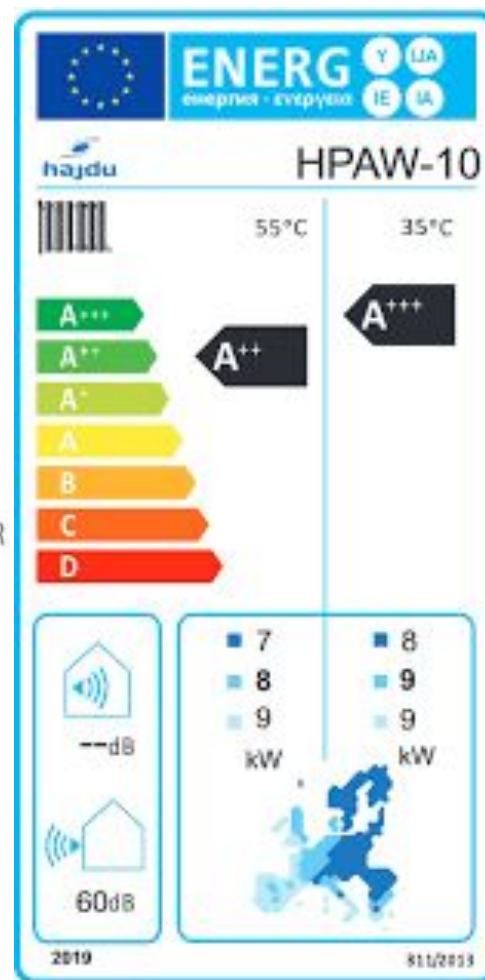 ENERG
енергия · ενεργεια
Y IJA
IE IA
hajdu
HPAW-10
55°C 35°C
A+++
A++
A+
A
B
C
D
A++
A+++
R
--dB
60dB
7 8
8 9
9 9
kW kW
2019
811/2013